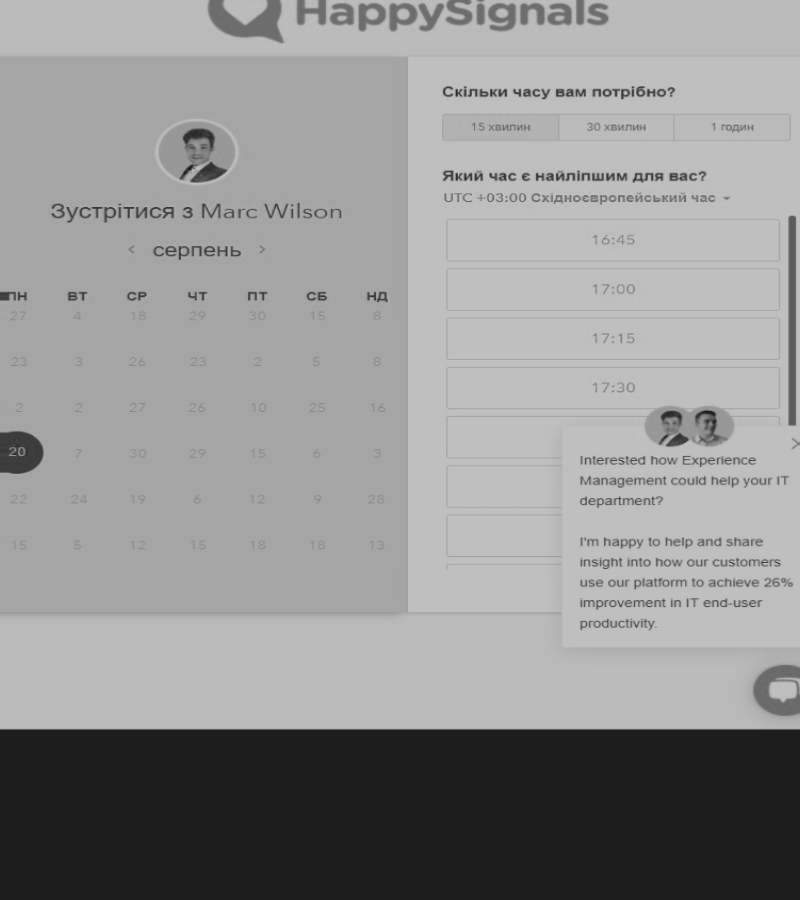 HappySignals
Зустрітися з Marc Wilson
< серпень >
ПН ВТ СР ЧТ ПТ СБ НД
27 4 18 29 30 15 8
23 3 26 23 2 5 8
2 2 27 26 10 25 16
20 7 30 29 15 6 3
22 24 19 6 12 9 28
15 5 12 15 18 18 13
Скільки часу вам потрібно?
15 хвилин 30 хвилин 1 годин
Який час є найліпшим для вас?
UTC +03:00 Східноєвропейський час
16:45
17:00
17:15
17:30
Interested how Experience
Management could help your IT
department?
I'm happy to help and share
insight into how our customers
use our platform to achieve 26%
improvement in IT end-user
productivity.